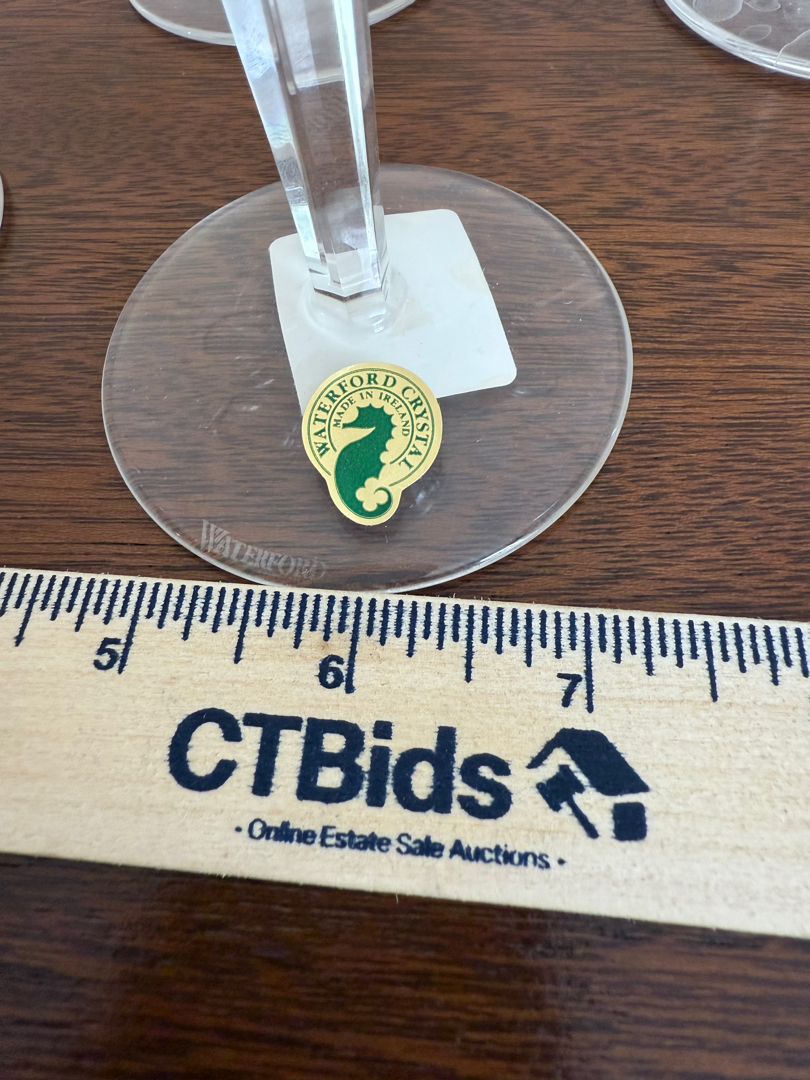 WATERFORD CRYSTAL
MADE IN IRELAND
WATERFORD
5 6 7
CTBids
· Online Estate Sale Auctions ·